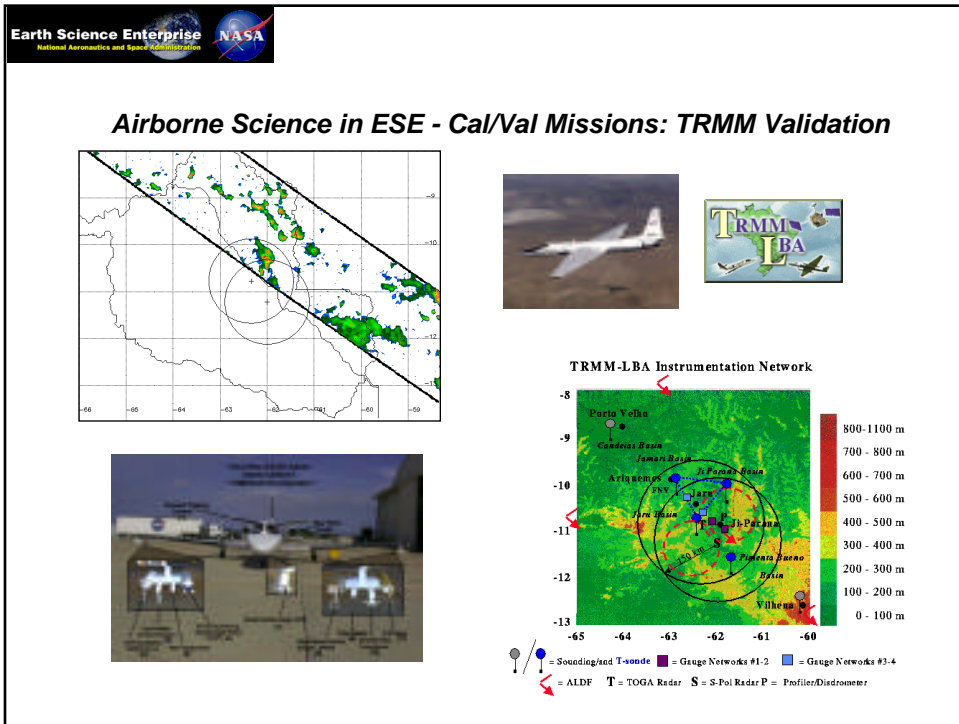 Earth Science Enterprise
National Aeronautics and Space Administration
NASA
Airborne Science in ESE - Cal/Val Missions: TRMM Validation
-9
-10
-12
-66
-65
-64
-63
-62
-60
-59
TRMM
LBA
TRMM-LBA Instrumentation Network
-8
Porto Velho
-9
Candeias Basin
Jamari Basin
Ji Parana Basin
-10
Ariquemes
FNV
Jaru
Jaru Basin
P
T
Ji-Parana
-11
S
150 km
Pimenta Bueno
Basin
-12
Vilhena
-13
-65
-64
-63
-62
-61
-60
800-1100 m
700 - 800 m
600 - 700 m
500 - 600 m
400 - 500 m
300 - 400 m
200 - 300 m
100 - 200 m
0 - 100 m
= Sounding/and T-sonde = Gauge Networks #1-2 = Gauge Networks #3-4
= ALDF T = TOGA Radar S = S-Pol Radar P = Profiler/Disdrometer